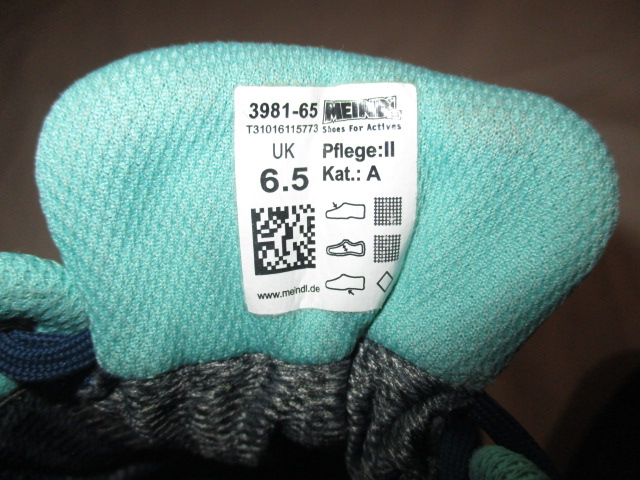 3981-65 MEINDL
T31016115773 Shoes For Actives
UK Pflege:II
6.5 Kat.: A
www.meindl.de